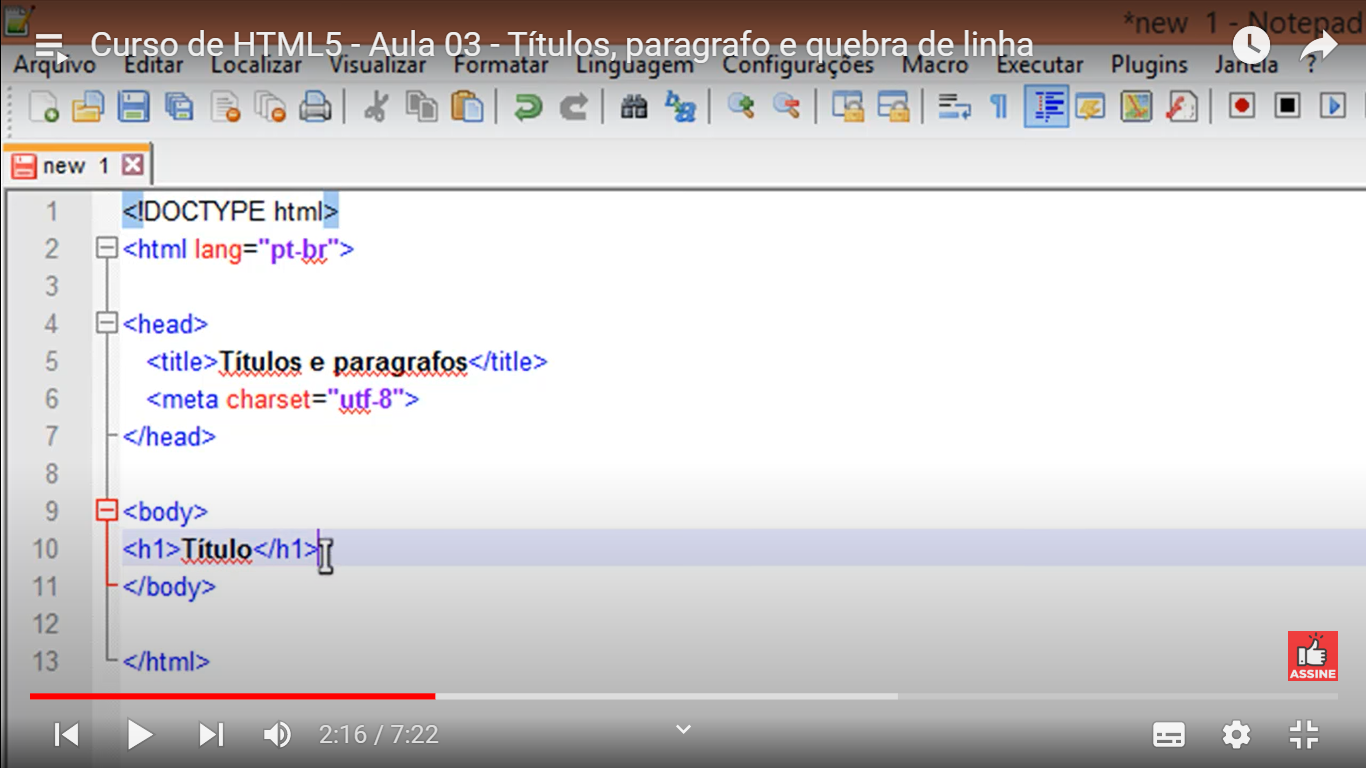 *new 1 - Notepad
Curso de HTML5 - Aula 03 - Títulos, paragrafo e quebra de linha
Arquivo Editar Localizar Visualizar Formatar Linguagem Configurações Macro Executar Plugins Janela ?
new 1
1 <!DOCTYPE html>
2 <html lang="pt-br">
3
4 <head>
5 <title>Títulos e paragrafos</title>
6 <meta charset="utf-8">
7 </head>
8
9 <body>
10 <h1>Título</h1>
11 </body>
12
13 </html>
ASSINE
2:16 / 7:22